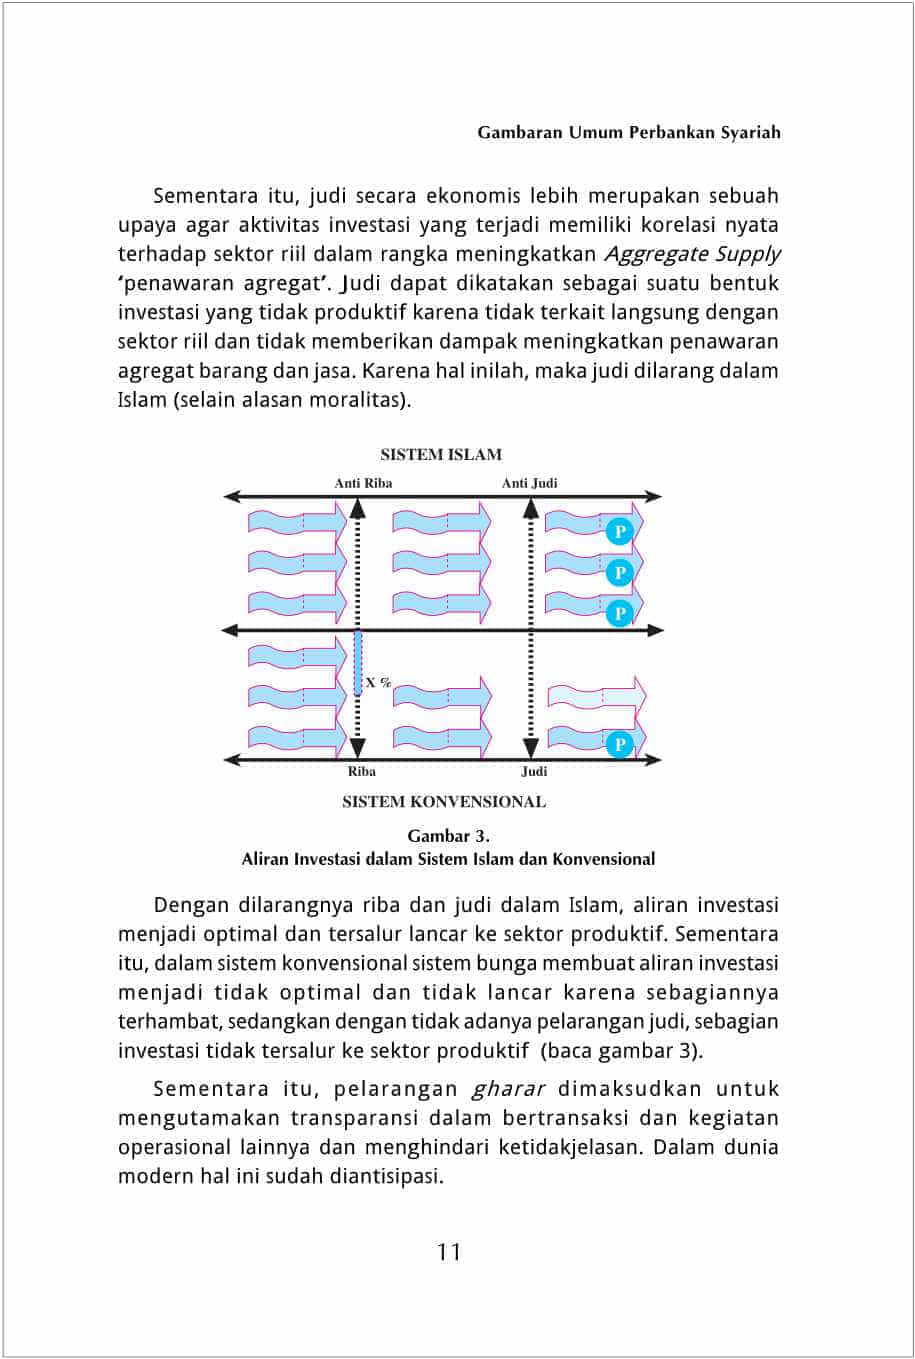 Gambaran Umum Perbankan Syariah
Sementara itu, judi secara ekonomis lebih merupakan sebuah
upaya agar aktivitas investasi yang terjadi memiliki korelasi nyata
terhadap sektor riil dalam rangka meningkatkan Aggregate Supply
‘penawaran agregat’. Judi dapat dikatakan sebagai suatu bentuk
investasi yang tidak produktif karena tidak terkait langsung dengan
sektor riil dan tidak memberikan dampak meningkatkan penawaran
agregat barang dan jasa. Karena hal inilah, maka judi dilarang dalam
Islam (selain alasan moralitas).
SISTEM ISLAM
Anti Riba Anti Judi
P
P
P
X %
P
Riba Judi
SISTEM KONVENSIONAL
Gambar 3.
Aliran Investasi dalam Sistem Islam dan Konvensional
Dengan dilarangnya riba dan judi dalam Islam, aliran investasi
menjadi optimal dan tersalur lancar ke sektor produktif. Sementara
itu, dalam sistem konvensional sistem bunga membuat aliran investasi
menjadi tidak optimal dan tidak lancar karena sebagiannya
terhambat, sedangkan dengan tidak adanya pelarangan judi, sebagian
investasi tidak tersalur ke sektor produktif (baca gambar 3).
Sementara itu, pelarangan gharar dimaksudkan untuk
mengutamakan transparansi dalam bertransaksi dan kegiatan
operasional lainnya dan menghindari ketidakjelasan. Dalam dunia
modern hal ini sudah diantisipasi.
11